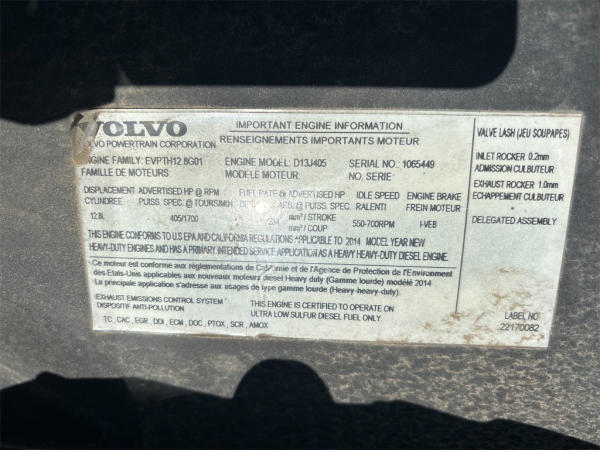 VOLVO
VOLVO POWERTRAIN CORPORATION
IMPORTANT ENGINE INFORMATION
RENSEIGNEMENTS IMPORTANTS MOTEUR
ENGINE FAMILY: EVPTH12.8G01 ENGINE MODEL: D13J405 SERIAL NO: 1065449
FAMILLE DE MOTEURS MODELE MOTEUR: NO. SERIE:
DISPLACEMENT ADVERTISED HP @ RPM FUEL RATE @ ADVERTISED HP IDLE SPEED ENGINE BRAKE
CYLINDREE PUISS. SPEC @ TOURS/MIN CARB. @ PUISS. SPEC RALENTI FREIN MOTEUR
12.8L 405/1700 234 mm³/ STROKE 550-700RPM I-VEB
mm³ / COUP
THIS ENGINE CONFORMS TO U.S EPA AND CALIFORNIA REGULATIONS APPLICABLE TO 2014 MODEL YEAR NEW
HEAVY-DUTY ENGINES AND HAS A PRIMARY INTENDED SERVICE APPLICATION AS A HEAVY HEAVY-DUTY DIESEL ENGINE.
Ce moteur est conforme aux réglementations de Californie et de l'Agence de Protection de l'Environment
des Etats-Unis applicables aux nouveaux moteurs diesel Heavy duty (Gamme lourde) modèle 2014
La principale application s'adresse aux usages de type gamme lourde (Heavy-heavy-duty).
EXHAUST EMISSIONS CONTROL SYSTEM
DISPOSITIF ANTI-POLLUTION
TC, CAC, EGR, DDI, ECM, DOC, PTOX, SCR, AMOX
THIS ENGINE IS CERTIFIED TO OPERATE ON
ULTRA LOW SULFUR DIESEL FUEL ONLY.
VALVE LASH (JEU SOUPAPES)
INLET ROCKER 0.2mm
ADMISSION CULBUTEUR
EXHAUST ROCKER 1.0mm
ECHAPPEMENT CULBUTEUR
DELEGATED ASSEMBLY
LABEL NO
22170082